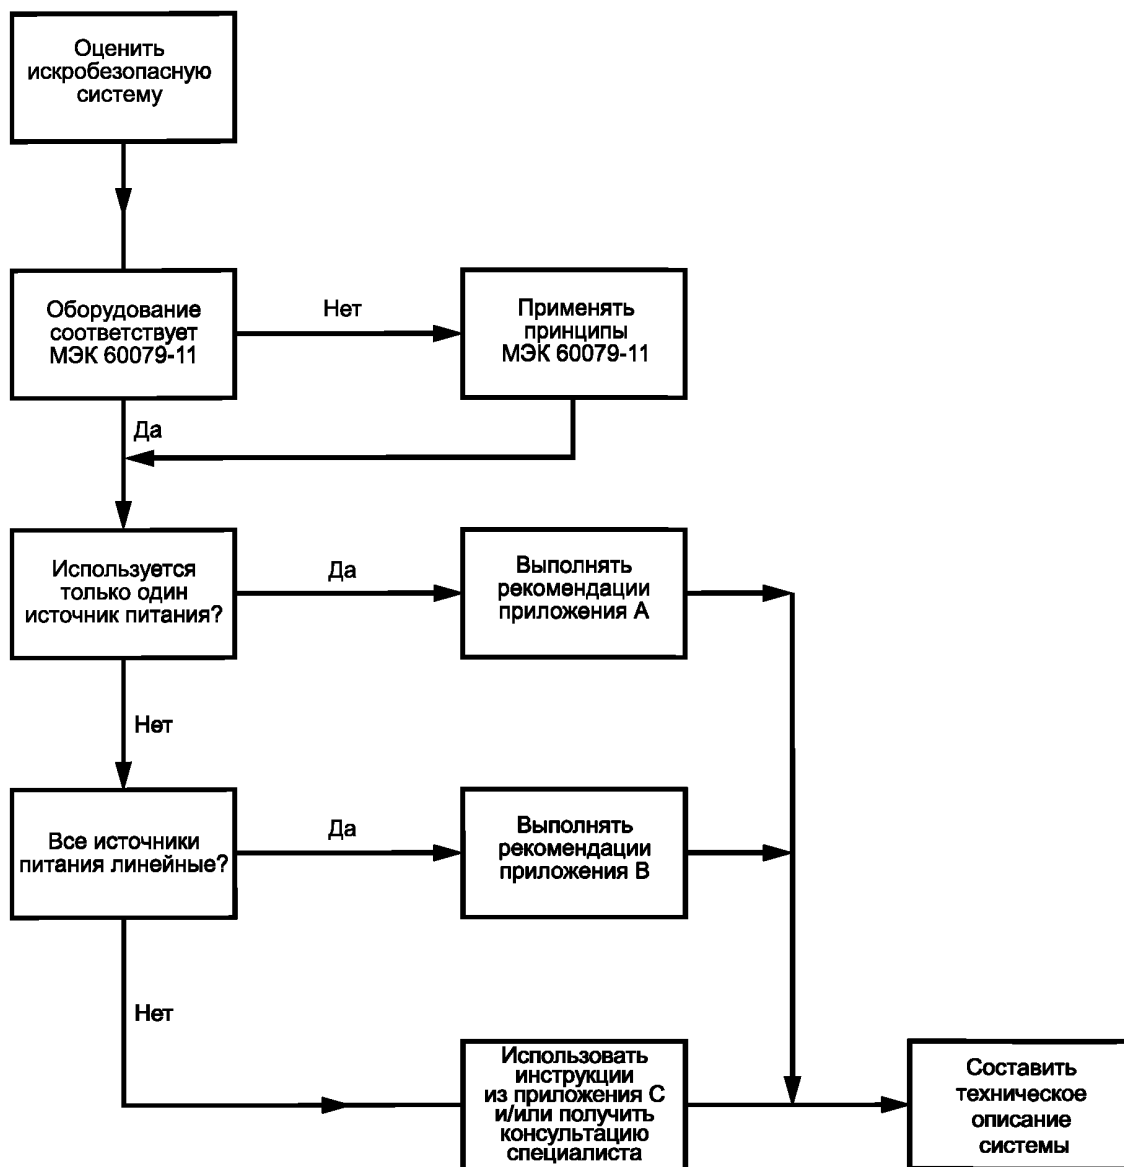 Оценить
искробезопасную
систему
Оборудование
соответствует
МЭК 60079-11
Нет
Применять
принципы
МЭК 60079-11
Да
Используется
только один
источник питания?
Да
Выполнять
рекомендации
приложения А
Нет
Все источники
питания линейные?
Да
Выполнять
рекомендации
приложения В
Нет
Использовать
инструкции
из приложения С
и/или получить
консультацию
специалиста
Составить
техническое
описание
системы